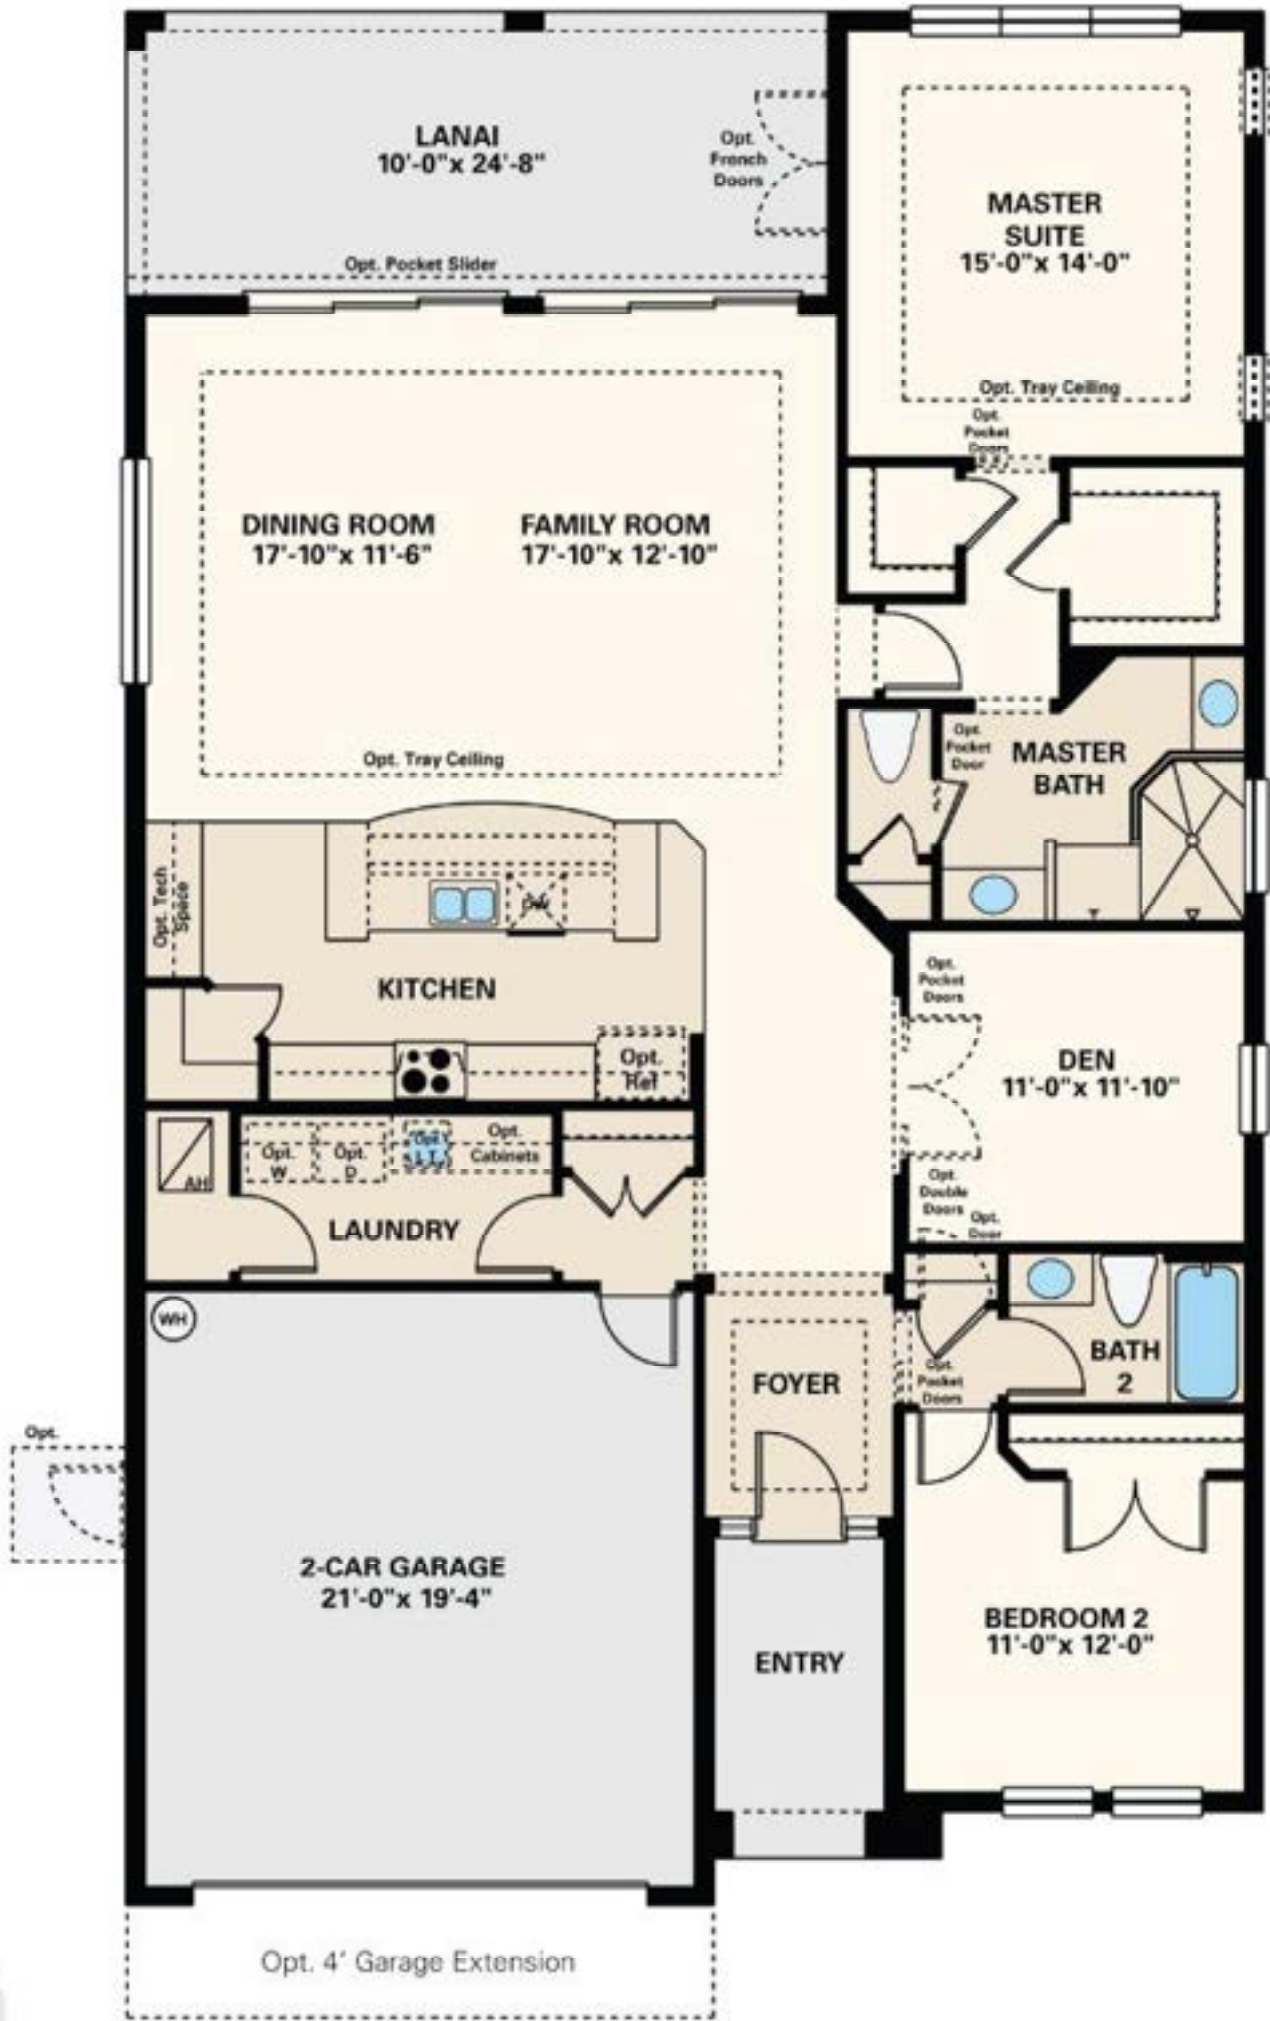 LANAI
10'-0"x 24'-8"
Opt.
French
Doors
Opt. Pocket Slider
MASTER
SUITE
15'-0"x 14'-0"
Opt. Tray Ceiling
Opt.
Pocket
Doors
DINING ROOM
17'-10"x 11'-6"
FAMILY ROOM
17'-10"x 12'-10"
Opt. Tray Ceiling
Opt.
Pocket
Door
MASTER
BATH
Opt. Tech
Space
DW
KITCHEN
Opt.
Ref
Opt.
Pocket
Doors
DEN
11'-0"x 11'-10"
Opt.
Double
Doors
Opt.
Door
AH
Opt.
W
Opt.
D
Opt.
L.T.
Opt.
Cabinets
LAUNDRY
WH
FOYER
Opt.
Pocket
Doors
BATH
2
Opt.
2-CAR GARAGE
21'-0"x 19'-4"
ENTRY
BEDROOM 2
11'-0"x 12'-0"
Opt. 4' Garage Extension